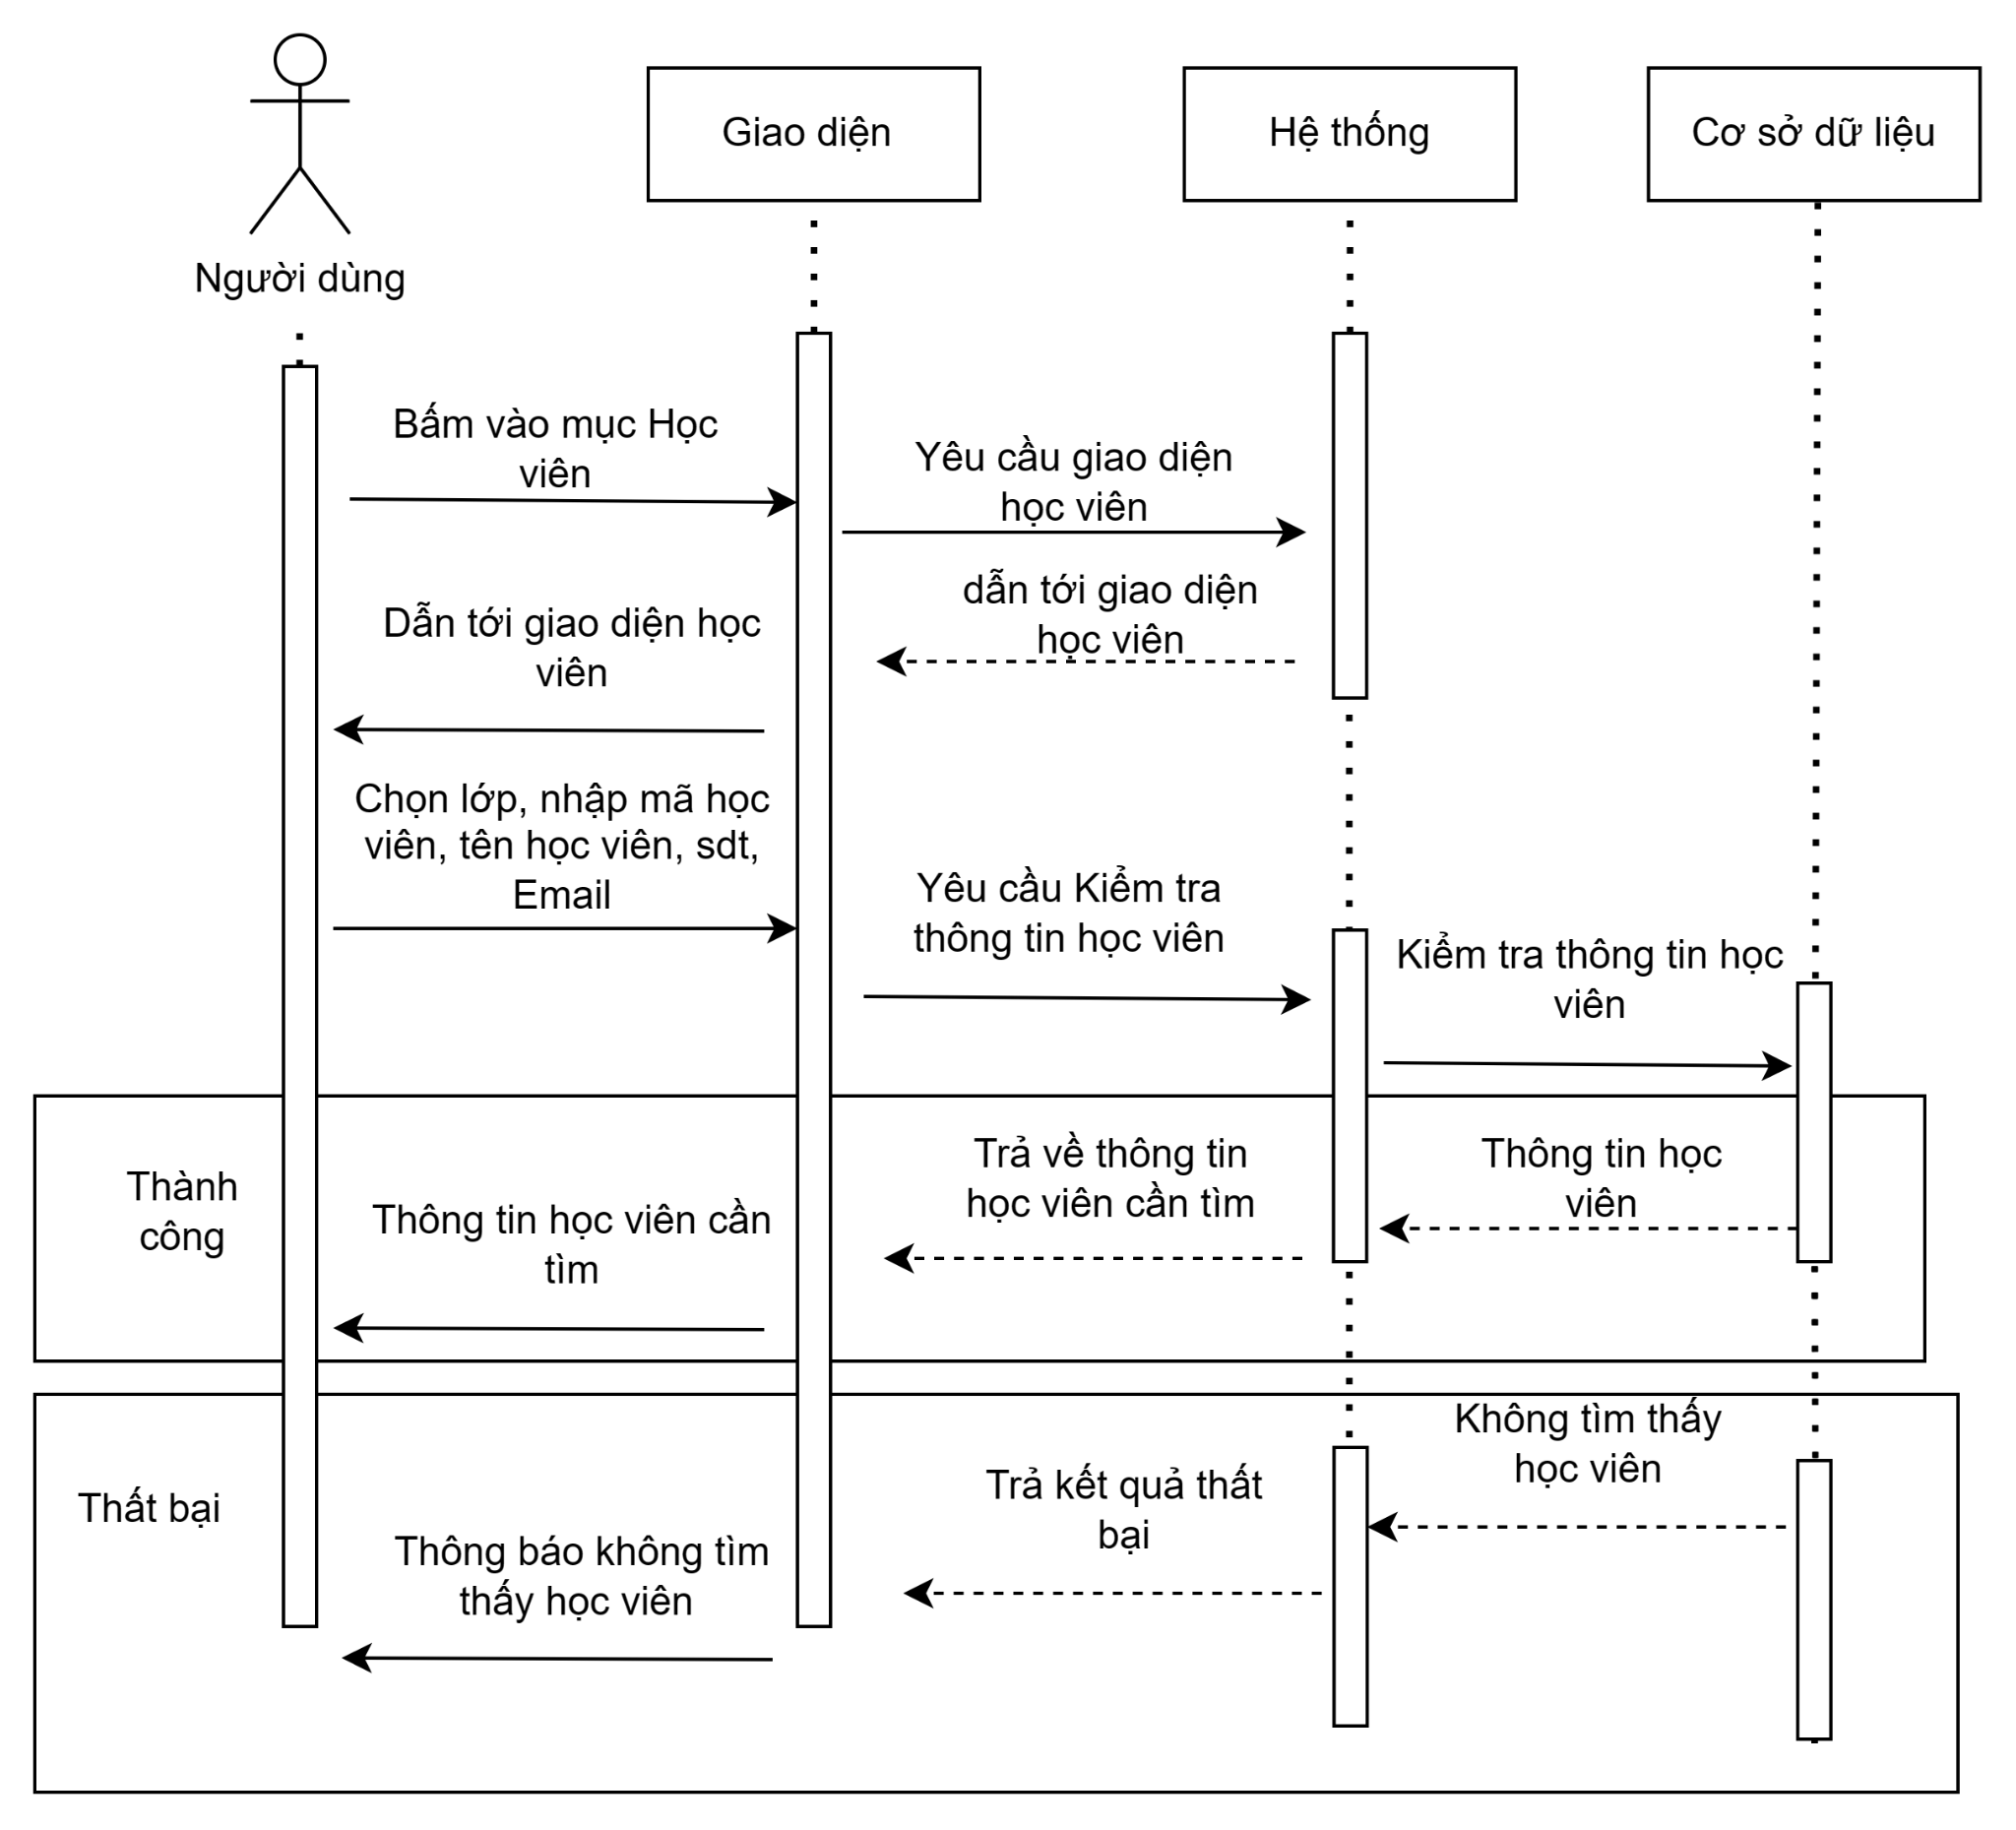 Người dùng
Giao diện
Hệ thống
Cơ sở dữ liệu
Bấm vào mục Học
viên
Yêu cầu giao diện
học viên
dẫn tới giao diện
học viên
Dẫn tới giao diện học
viên
Chọn lớp, nhập mã học
viên, tên học viên, sdt,
Email
Yêu cầu Kiểm tra
thông tin học viên
Kiểm tra thông tin học
viên
Thành
công
Thông tin học
viên
Trả về thông tin
học viên cần tìm
Thông tin học viên cần
tìm
Thất bại
Không tìm thấy
học viên
Trả kết quả thất
bại
Thông báo không tìm
thấy học viên